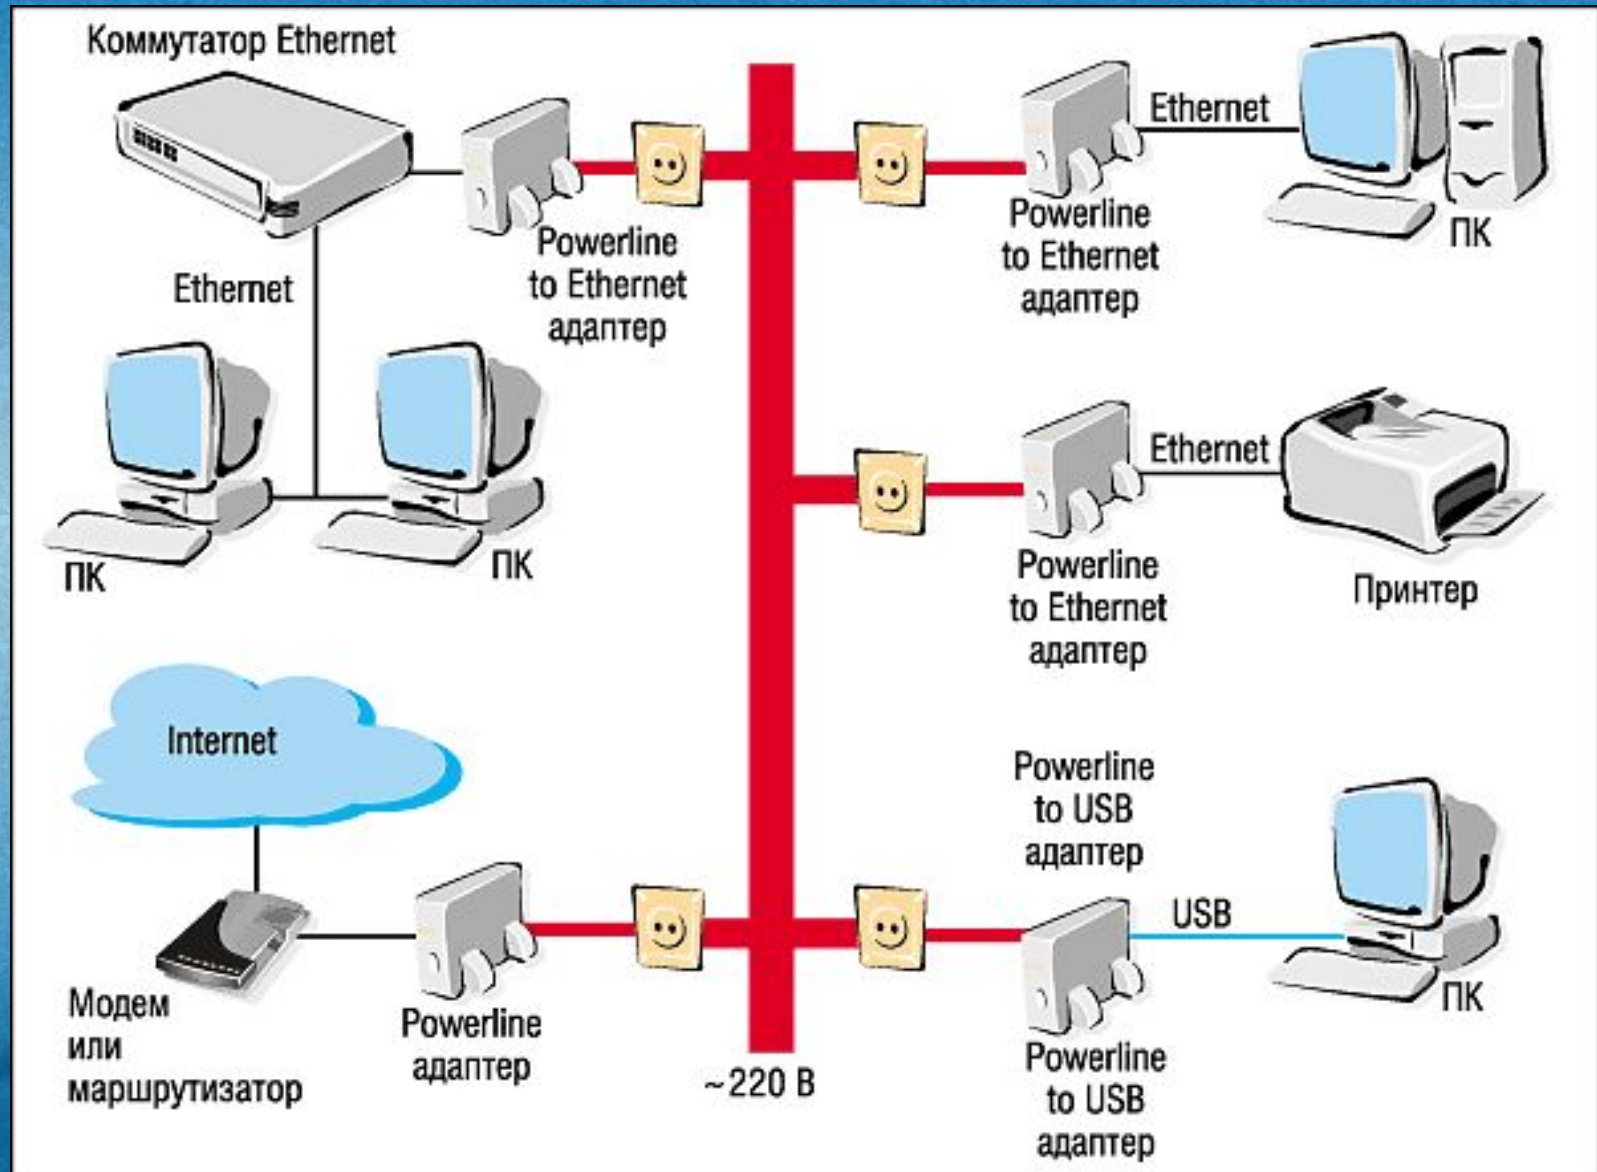 Коммутатор Ethernet
Powerline
to Ethernet
адаптер
Ethernet
ПК
ПК
Ethernet
Powerline
to Ethernet
адаптер
ПК
Ethernet
Powerline
to Ethernet
адаптер
Принтер
Internet
Модем
или
маршрутизатор
Powerline
адаптер
~220 В
Powerline
to USB
адаптер
USB
ПК
Powerline
to USB
адаптер